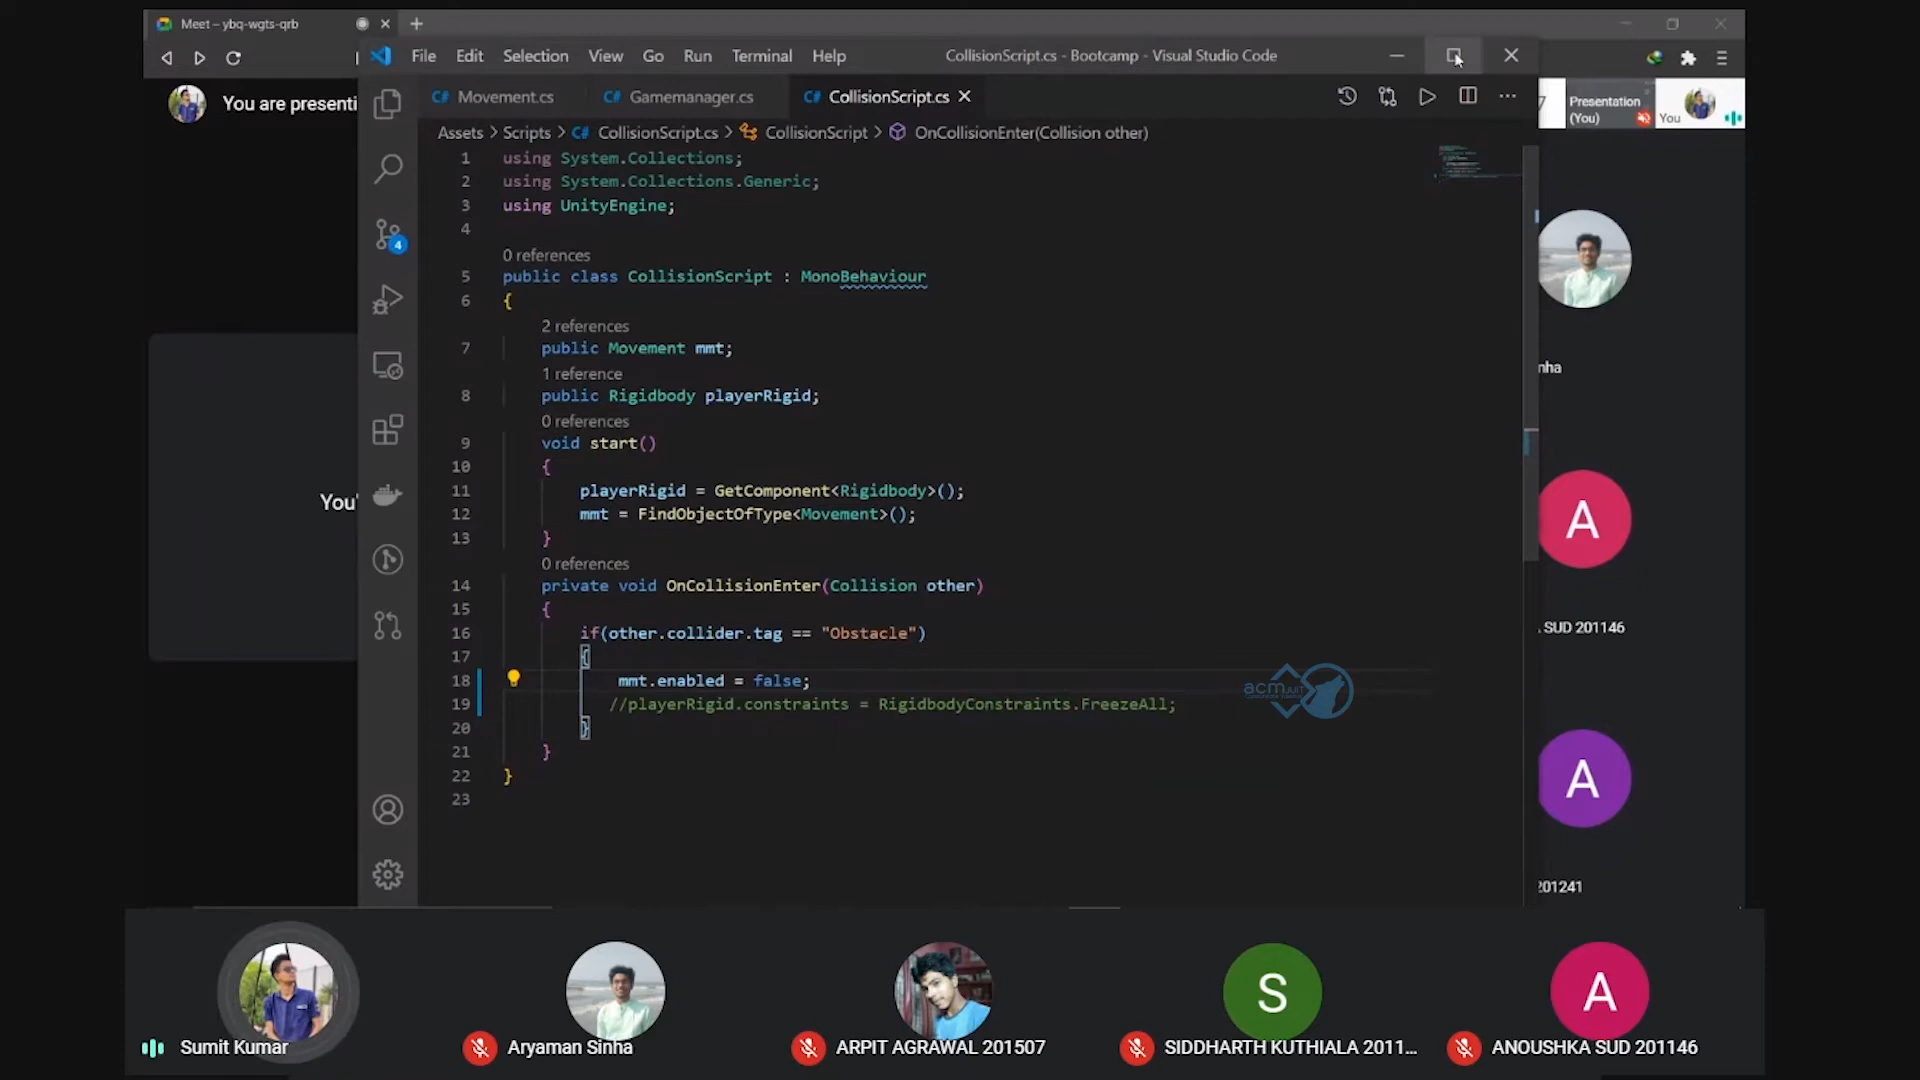 Meet – ybq-wgts-qrb
File Edit Selection View Go Run Terminal Help
CollisionScript.cs - Bootcamp - Visual Studio Code
You are presenti
Movement.cs
Gamemanager.cs
CollisionScript.cs
Presentation
(You)
You
Assets > Scripts > CollisionScript.cs > CollisionScript > OnCollisionEnter(Collision other)
1 using System.Collections;
2 using System.Collections.Generic;
3 using UnityEngine;
4
0 references
5 public class CollisionScript : MonoBehaviour
6 {
2 references
7 public Movement mmt;
1 reference
8 public Rigidbody playerRigid;
0 references
9 void start()
10 {
11 playerRigid = GetComponent<Rigidbody>();
12 mmt = FindObjectOfType<Movement>();
13 }
0 references
14 private void OnCollisionEnter(Collision other)
15 {
16 if(other.collider.tag == "Obstacle")
17 {
18 mmt.enabled = false;
19 //playerRigid.constraints = RigidbodyConstraints.FreezeAll;
20 }
21 }
22 }
23
4
You'
acm JUIT
nha
A
. SUD 201146
A
201241
S
A
Sumit Kumar
Aryaman Sinha
ARPIT AGRAWAL 201507
SIDDHARTH KUTHIALA 2011...
ANOUSHKA SUD 201146